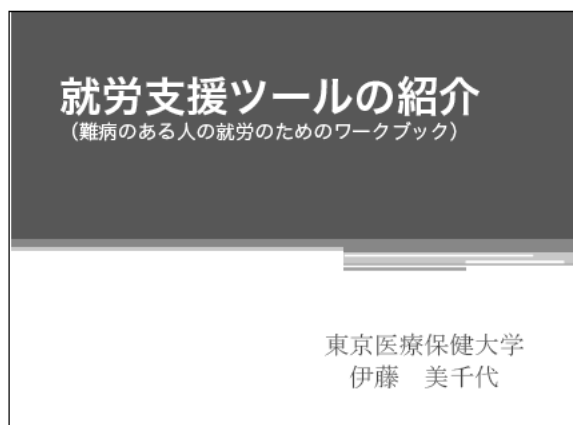 就労支援ツールの紹介
（難病のある人の就労のためのワークブック）
東京医療保健大学
伊藤　美千代